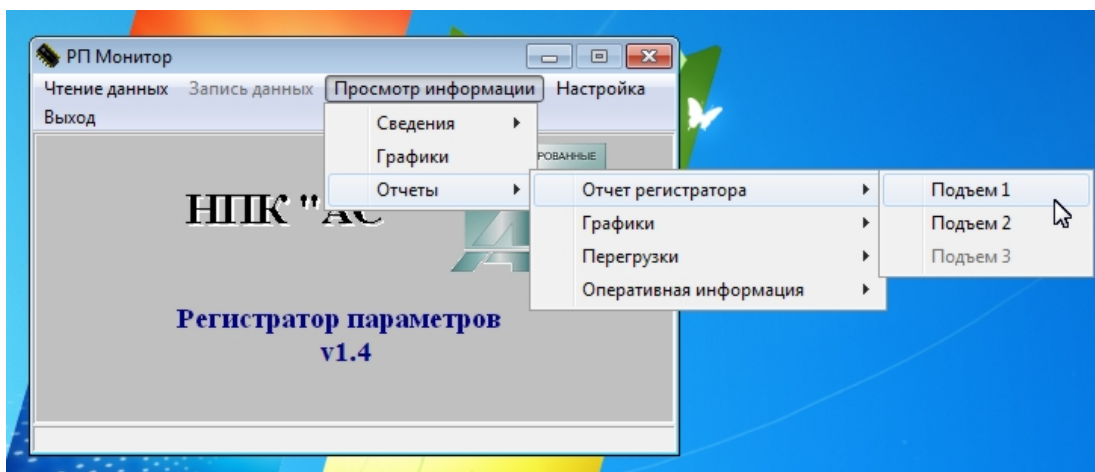 РП Монитор
Чтение данных Запись данных Просмотр информации Настройка
Выход
Сведения
Графики
Отчеты
РОВАННЫЕ
Отчет регистратора
Графики
Перегрузки
Оперативная информация
Подъем 1
Подъем 2
Подъем 3
НПК "АС
Регистратор параметров
v1.4